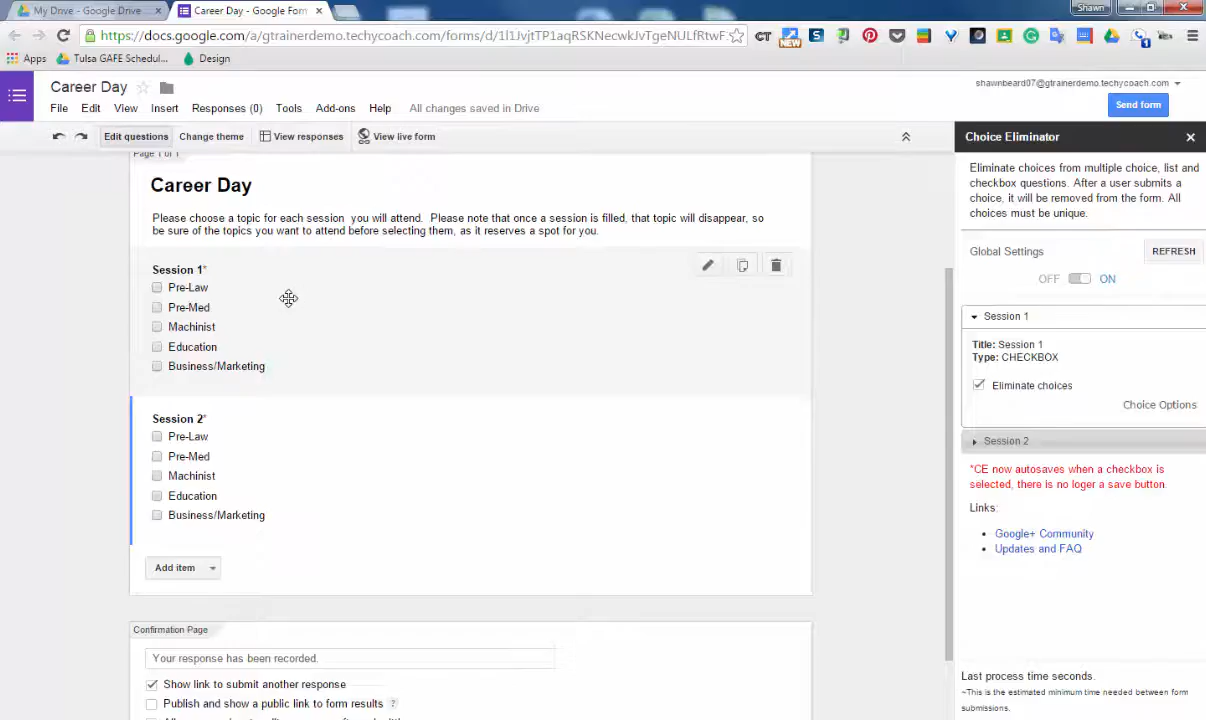 My Drive - Google Drive
Career Day - Google For
Shawn
https://docs.google.com/a/gtrainerdemo.techycoach.com/forms/d/
NEW
Apps
Tulsa GAFE Schedul...
Design
Career Day
shawnbeard07@gtrainerdemo.techycoach.com
File Edit View Insert Responses (0) Tools Add-ons Help All changes saved in Drive
Send form
Edit questions Change theme View responses View live form
Choice Eliminator
Page 1 of 1
Career Day
Please choose a topic for each session you will attend. Please note that once a session is filled, that topic will disappear, so
be sure of the topics you want to attend before selecting them, as it reserves a spot for you.
Session 1*
Pre-Law
Pre-Med
Machinist
Education
Business/Marketing
Session 2*
Pre-Law
Pre-Med
Machinist
Education
Business/Marketing
Add item
Confirmation Page
Your response has been recorded.
Show link to submit another response
Publish and show a public link to form results ?
Eliminate choices from multiple choice, list and
checkbox questions. After a user submits a
choice, it will be removed from the form. All
choices must be unique.
Global Settings
REFRESH
OFF ON
Session 1
Title: Session 1
Type: CHECKBOX
Eliminate choices
Choice Options
Session 2
*CE now autosaves when a checkbox is
selected, there is no loger a save button.
Links:
Google+ Community
Updates and FAQ
Last process time seconds.
~This is the estimated minimum time needed between form
submissions.